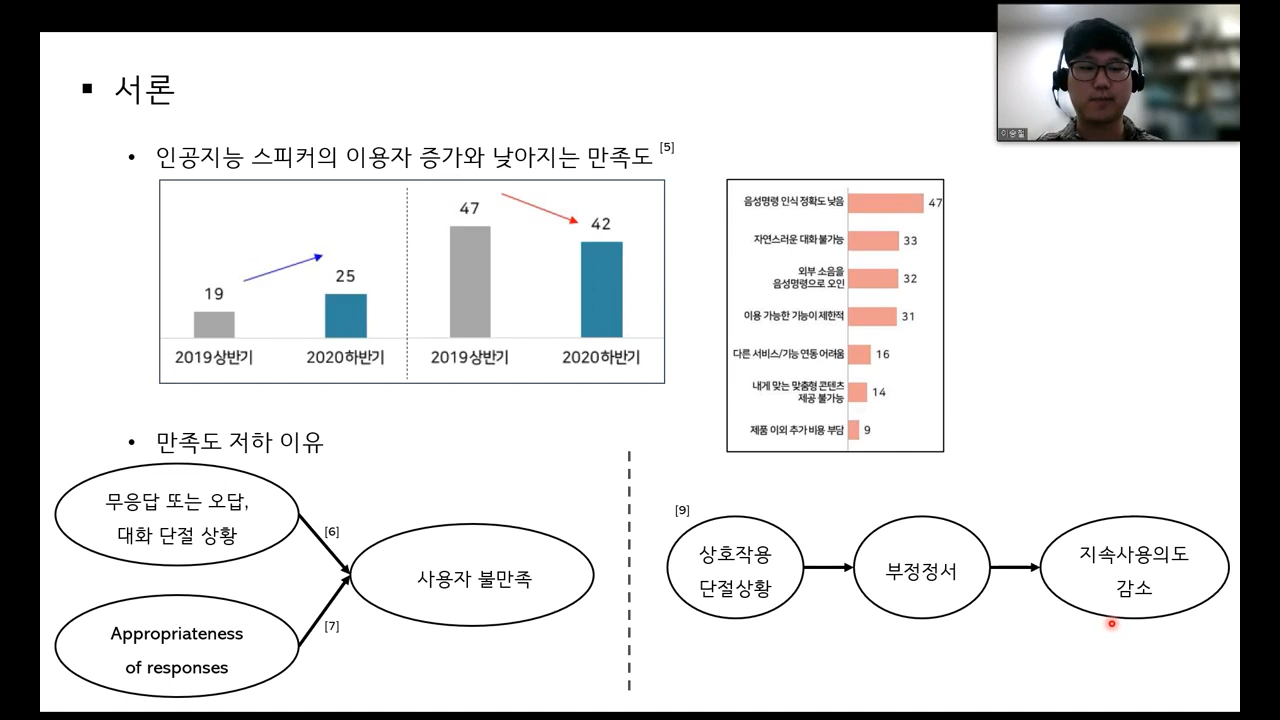 ▪ 서론
이승철
• 인공지능 스피커의 이용자 증가와 낮아지는 만족도 [5]
19
25
47
42
2019상반기
2020하반기
2019상반기
2020하반기
음성명령 인식 정확도 낮음 47
자연스러운 대화 불가능 33
외부 소음을
음성명령으로 오인 32
이용 가능한 기능이 제한적 31
다른 서비스/기능 연동 어려움 16
내게 맞는 맞춤형 콘텐츠
제공 불가능 14
제품 이외 추가 비용 부담 9
• 만족도 저하 이유
무응답 또는 오답,
대화 단절 상황
[6]
사용자 불만족
Appropriateness
of responses
[7]
[9]
상호작용
단절상황
부정정서
지속사용의도
감소